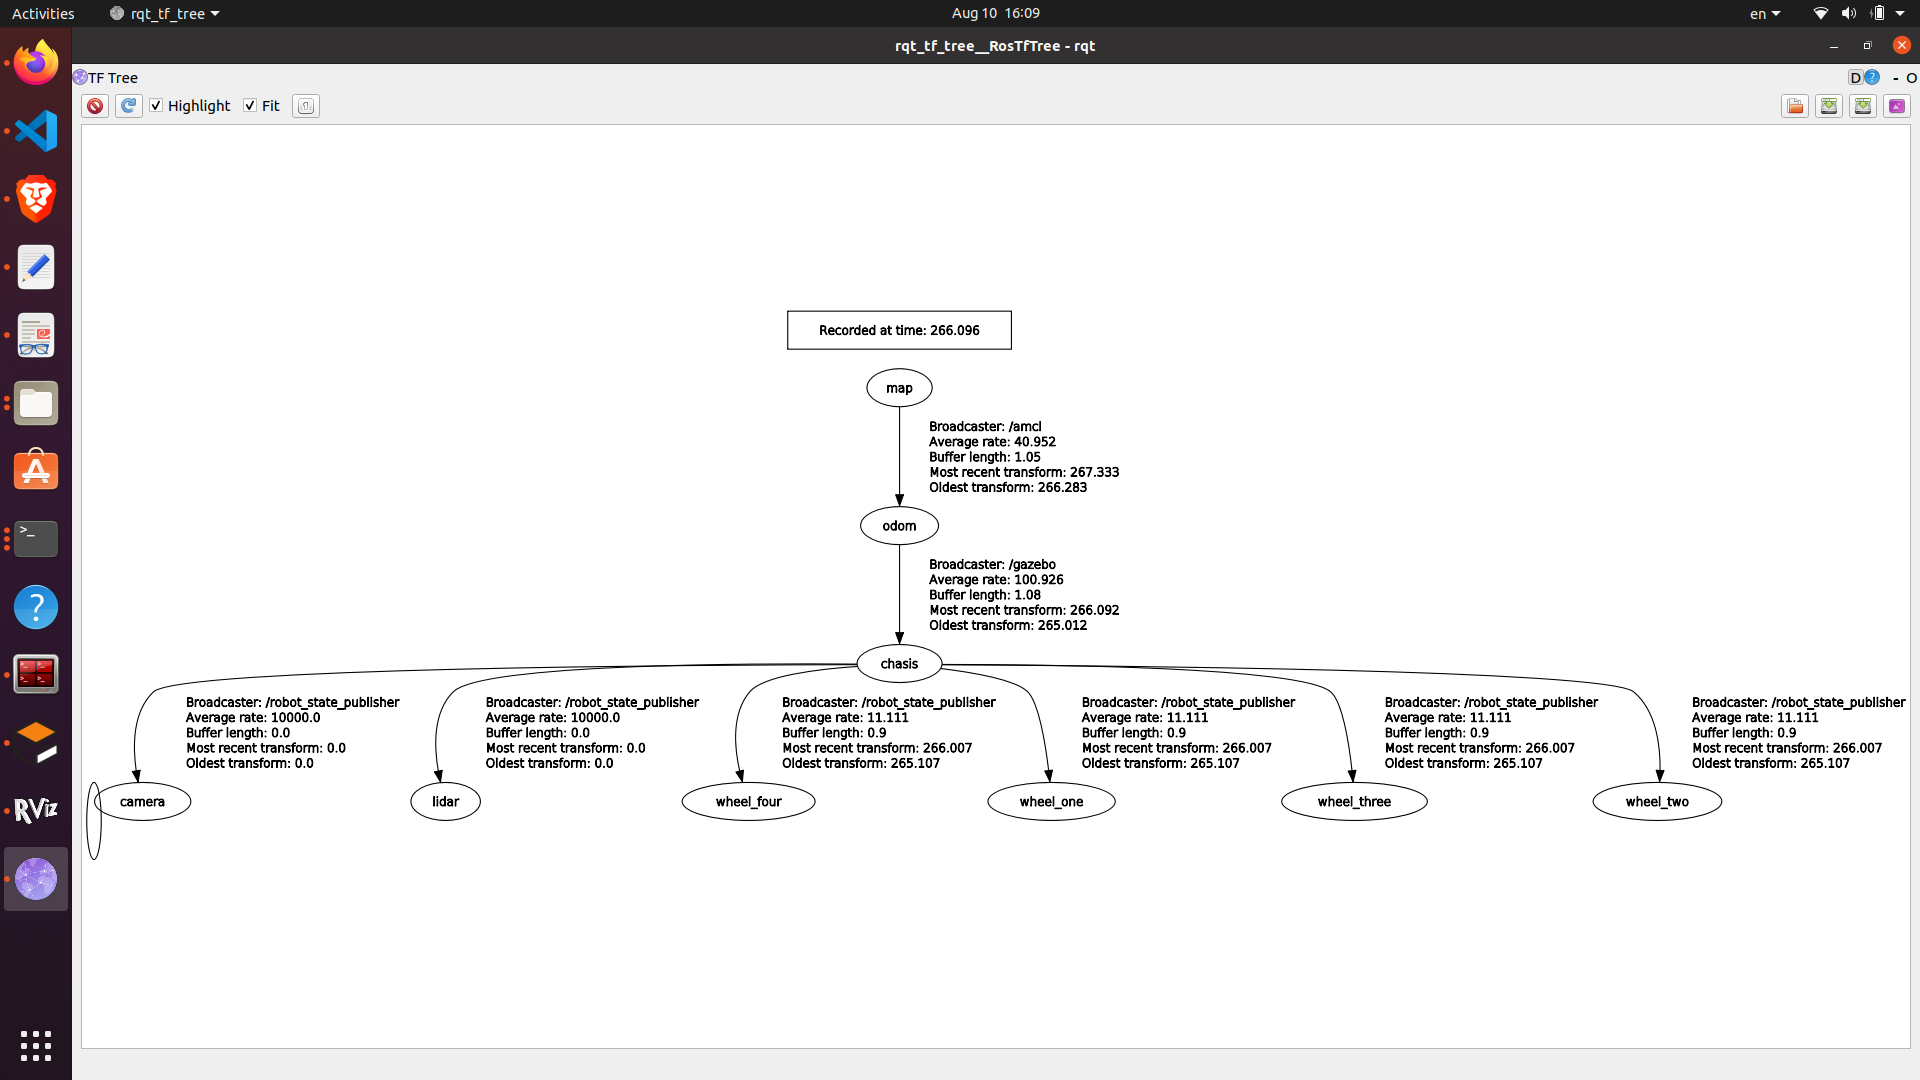 Activities
rqt_tf_tree
Aug 10 16:09
en
rqt_tf_tree__RosTfTree - rqt
TF Tree
D
?
- O
Highlight
Fit
Recorded at time: 266.096
map
Broadcaster: /amcl
Average rate: 40.952
Buffer length: 1.05
Most recent transform: 267.333
Oldest transform: 266.283
odom
Broadcaster: /gazebo
Average rate: 100.926
Buffer length: 1.08
Most recent transform: 266.092
Oldest transform: 265.012
chasis
Broadcaster: /robot_state_publisher
Average rate: 10000.0
Buffer length: 0.0
Most recent transform: 0.0
Oldest transform: 0.0
camera
Broadcaster: /robot_state_publisher
Average rate: 10000.0
Buffer length: 0.0
Most recent transform: 0.0
Oldest transform: 0.0
lidar
Broadcaster: /robot_state_publisher
Average rate: 11.111
Buffer length: 0.9
Most recent transform: 266.007
Oldest transform: 265.107
wheel_four
Broadcaster: /robot_state_publisher
Average rate: 11.111
Buffer length: 0.9
Most recent transform: 266.007
Oldest transform: 265.107
wheel_one
Broadcaster: /robot_state_publisher
Average rate: 11.111
Buffer length: 0.9
Most recent transform: 266.007
Oldest transform: 265.107
wheel_three
Broadcaster: /robot_state_publisher
Average rate: 11.111
Buffer length: 0.9
Most recent transform: 266.007
Oldest transform: 265.107
wheel_two
>_
?
RViz